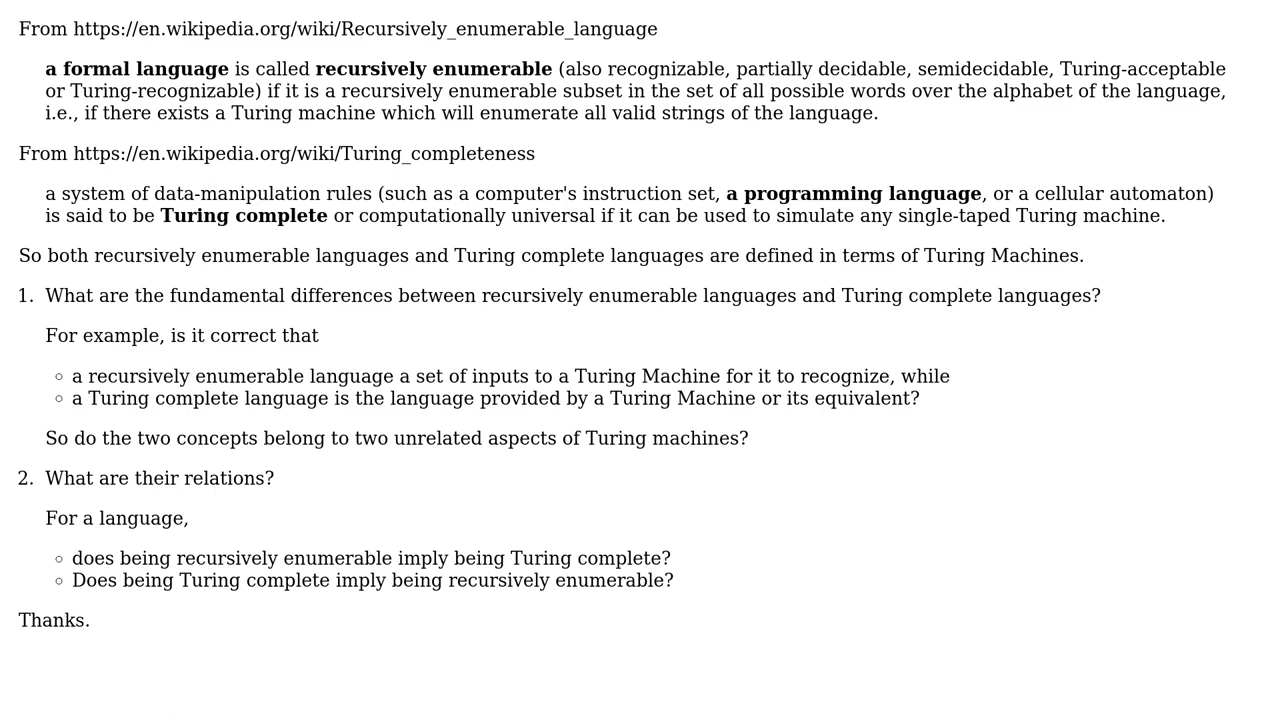 From https://en.wikipedia.org/wiki/Recursively_enumerable_language
a formal language is called recursively enumerable (also recognizable, partially decidable, semidecidable, Turing-acceptable
or Turing-recognizable) if it is a recursively enumerable subset in the set of all possible words over the alphabet of the language,
i.e., if there exists a Turing machine which will enumerate all valid strings of the language.
From https://en.wikipedia.org/wiki/Turing_completeness
a system of data-manipulation rules (such as a computer's instruction set, a programming language, or a cellular automaton)
is said to be Turing complete or computationally universal if it can be used to simulate any single-taped Turing machine.
So both recursively enumerable languages and Turing complete languages are defined in terms of Turing Machines.
1. What are the fundamental differences between recursively enumerable languages and Turing complete languages?
For example, is it correct that
◦ a recursively enumerable language a set of inputs to a Turing Machine for it to recognize, while
◦ a Turing complete language is the language provided by a Turing Machine or its equivalent?
So do the two concepts belong to two unrelated aspects of Turing machines?
2. What are their relations?
For a language,
◦ does being recursively enumerable imply being Turing complete?
◦ Does being Turing complete imply being recursively enumerable?
Thanks.